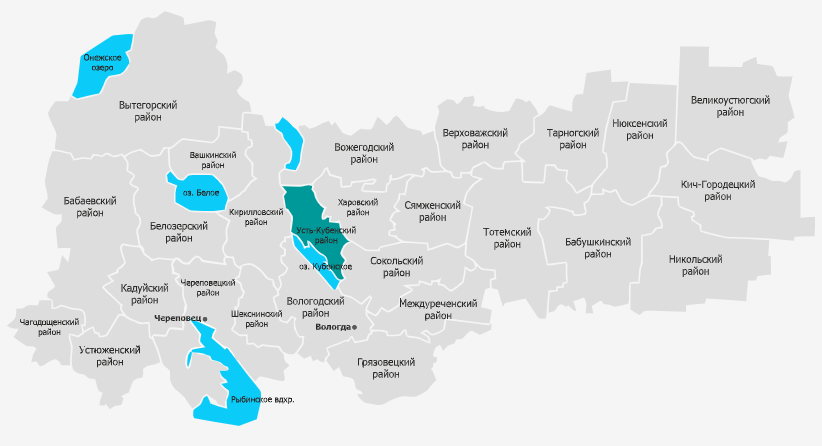 Онежское
озеро
Вытегорский
район
Великоустюгский
район
Нюксенский
район
Тарногский
район
Верховажский
район
Вожегодский
район
Вашкинский
район
оз. Белое
Бабаевский
район
Белозерский
район
Кирилловский
район
Харовский
район
Сямженский
район
Кич-Городецкий
район
Усть-Кубенский
район
Тотемский
район
Бабушкинский
район
Никольский
район
оз. Кубенское
Сокольский
район
Кадуйский
район
Череповецкий
район
Вологодский
район
Междуреченский
район
Шекснинский
район
Череповец
Вологда
Чагодощенский
район
Устюженский
район
Грязовецкий
район
Рыбинское вдхр.